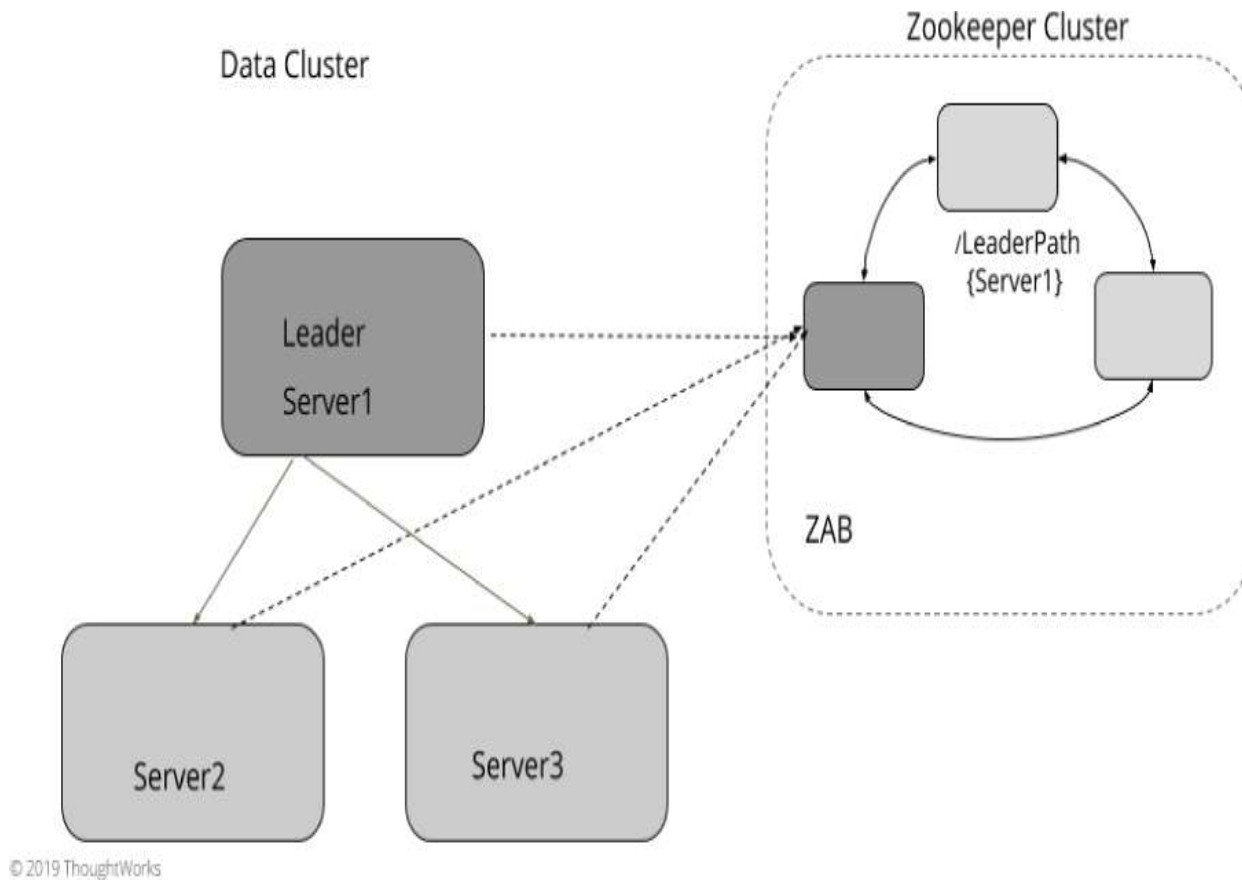 Zookeeper Cluster
Data Cluster
/LeaderPath
{Server1}
Leader
Server1
ZAB
Server2
Server3
© 2019 ThoughtWorks